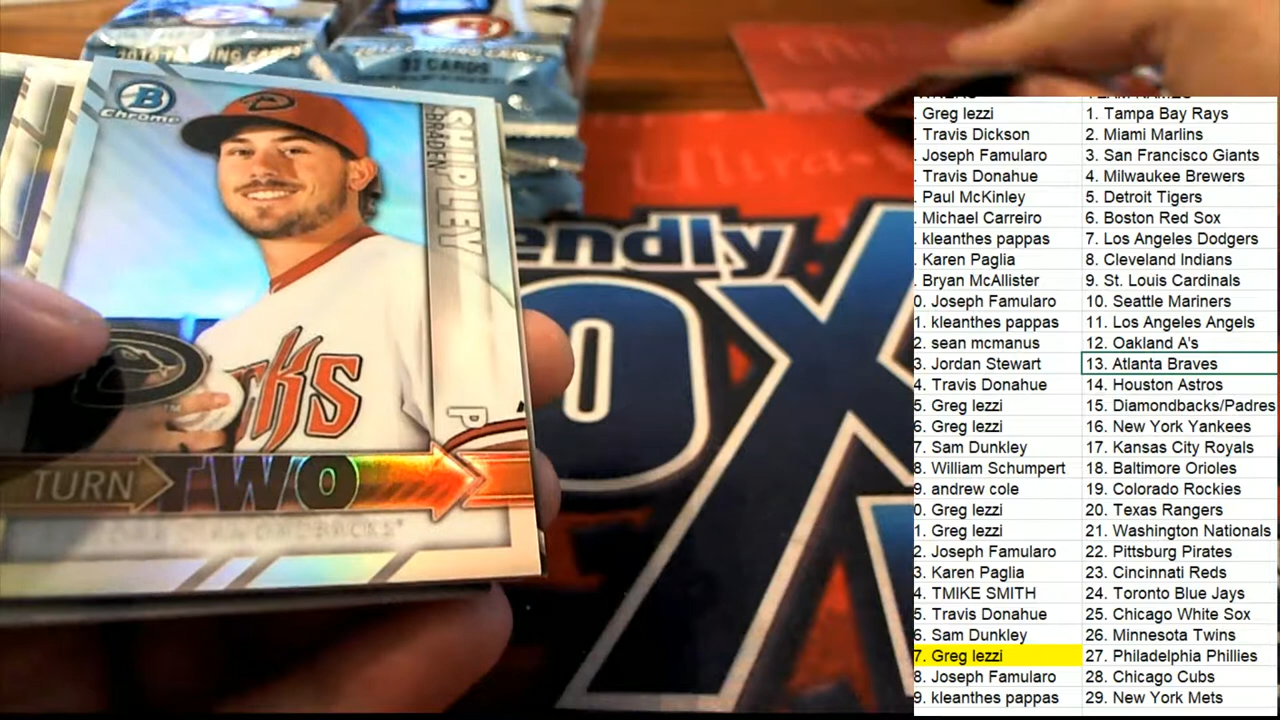 2016 TRADING CARDS
32 CARDS
B
Chrome
BRADEN
SHIPLEY
P
TURN TWO
endly
OX
Ultra
. Greg Iezzi 1. Tampa Bay Rays
. Travis Dickson 2. Miami Marlins
. Joseph Famularo 3. San Francisco Giants
. Travis Donahue 4. Milwaukee Brewers
. Paul McKinley 5. Detroit Tigers
. Michael Carreiro 6. Boston Red Sox
. kleanthes pappas 7. Los Angeles Dodgers
. Karen Paglia 8. Cleveland Indians
. Bryan McAllister 9. St. Louis Cardinals
0. Joseph Famularo 10. Seattle Mariners
1. kleanthes pappas 11. Los Angeles Angels
2. sean mcmanus 12. Oakland A's
3. Jordan Stewart 13. Atlanta Braves
4. Travis Donahue 14. Houston Astros
5. Greg Iezzi 15. Diamondbacks/Padres
6. Greg Iezzi 16. New York Yankees
7. Sam Dunkley 17. Kansas City Royals
8. William Schumpert 18. Baltimore Orioles
9. andrew cole 19. Colorado Rockies
0. Greg Iezzi 20. Texas Rangers
1. Greg Iezzi 21. Washington Nationals
2. Joseph Famularo 22. Pittsburg Pirates
3. Karen Paglia 23. Cincinnati Reds
4. TMIKE SMITH 24. Toronto Blue Jays
5. Travis Donahue 25. Chicago White Sox
6. Sam Dunkley 26. Minnesota Twins
7. Greg Iezzi 27. Philadelphia Phillies
8. Joseph Famularo 28. Chicago Cubs
9. kleanthes pappas 29. New York Mets